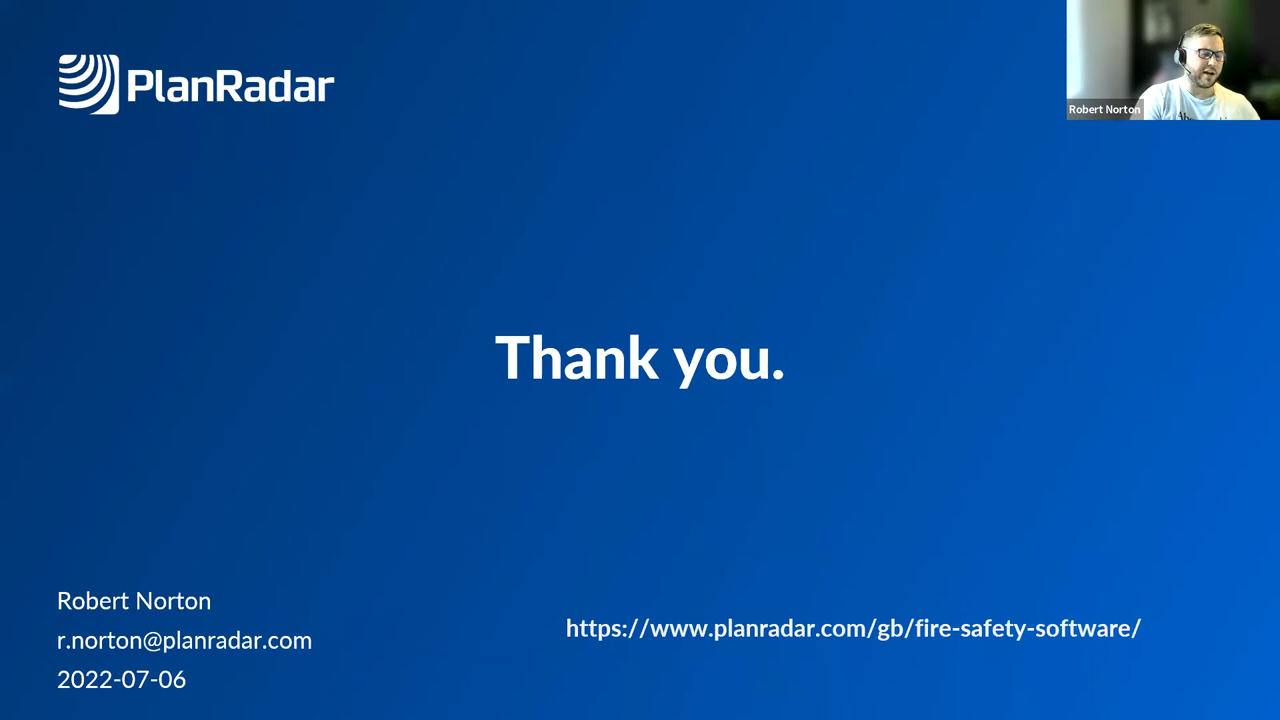 PlanRadar
Robert Norton
Thank you.
Robert Norton
r.norton@planradar.com
2022-07-06
https://www.planradar.com/gb/fire-safety-software/